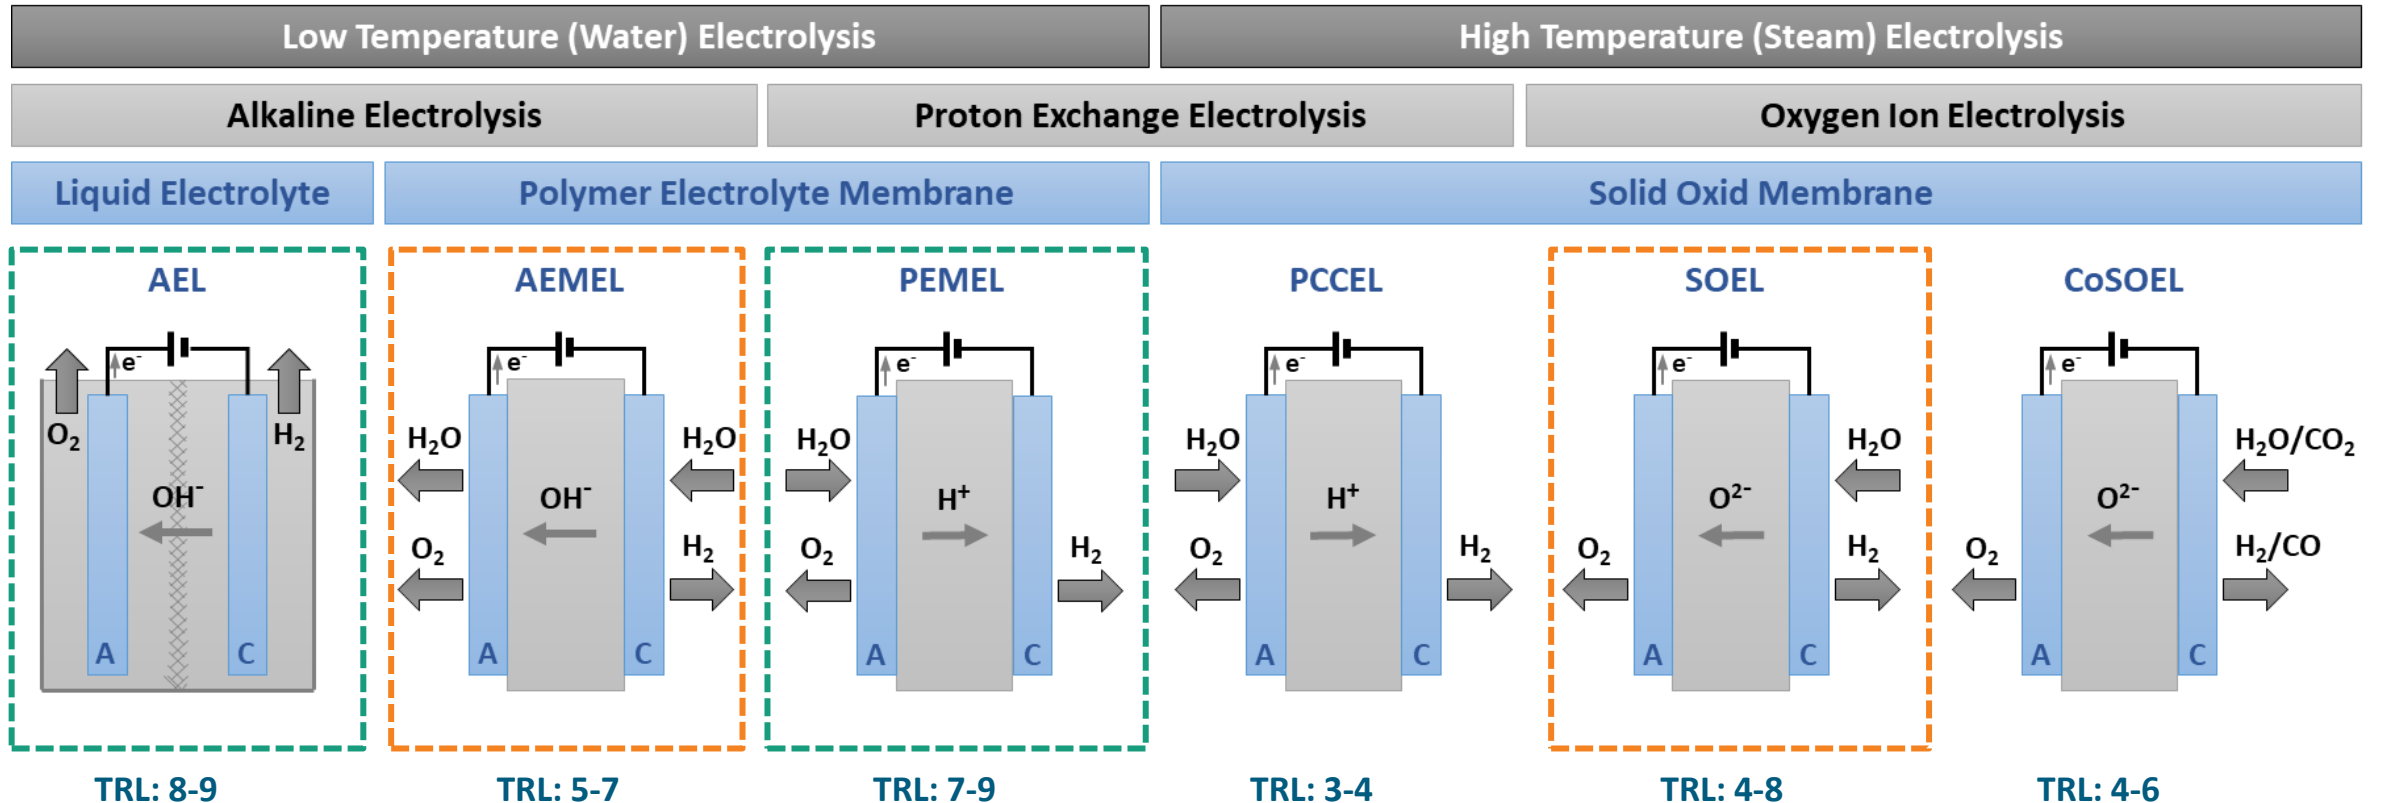 Low Temperature (Water) Electrolysis
High Temperature (Steam) Electrolysis
Alkaline Electrolysis
Proton Exchange Electrolysis
Oxygen Ion Electrolysis
Liquid Electrolyte
Polymer Electrolyte Membrane
Solid Oxid Membrane
AEL
e⁻
O₂
H₂
OH⁻
A
C
TRL: 8-9
AEMEL
e⁻
H₂O
H₂O
OH⁻
O₂
H₂
A
C
TRL: 5-7
PEMEL
e⁻
H₂O
H⁺
O₂
H₂
A
C
TRL: 7-9
PCCEL
e⁻
H₂O
H⁺
O₂
H₂
A
C
TRL: 3-4
SOEL
e⁻
H₂O
O²⁻
O₂
H₂
A
C
TRL: 4-8
CoSOEL
e⁻
H₂O/CO₂
O²⁻
O₂
H₂/CO
A
C
TRL: 4-6